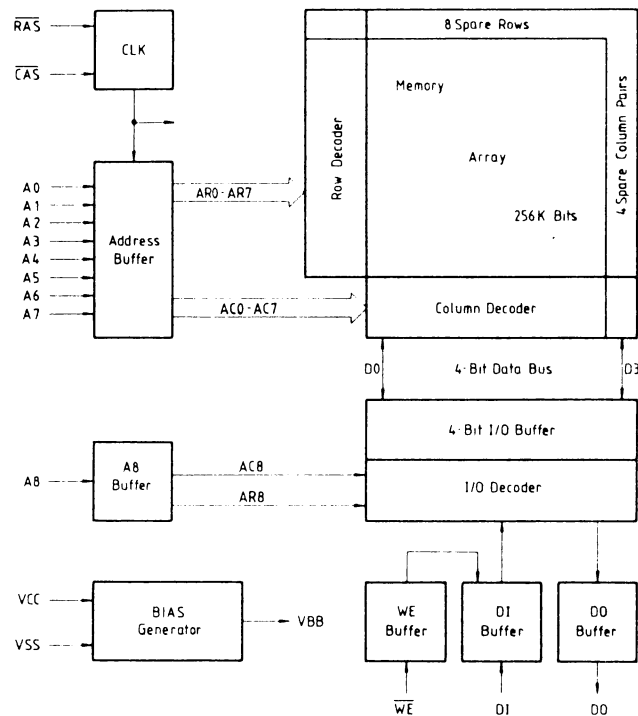 RAS
CAS
CLK
8 Spare Rows
Memory
Array
256K Bits
Row Decoder
4 Spare Column Pairs
A0
A1
A2
A3
A4
A5
A6
A7
Address
Buffer
AR0-AR7
AC0-AC7
Column Decoder
D0
4-Bit Data Bus
D3
4-Bit I/O Buffer
I/O Decoder
A8
A8
Buffer
AC8
AR8
VCC
VSS
BIAS
Generator
VBB
WE
Buffer
DI
Buffer
DO
Buffer
WE
DI
DO